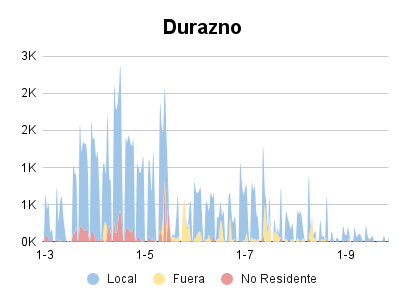 Durazno
3K
2K
2K
1K
1K
0K
1-3 1-5 1-7 1-9
Local Fuera No Residente